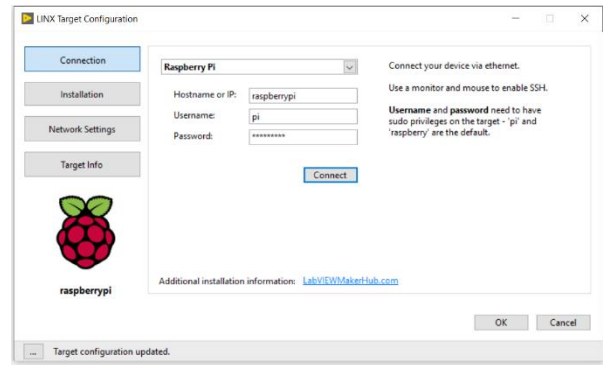 LINX Target Configuration
Connection
Installation
Network Settings
Target Info
raspberrypi
Raspberry Pi
Hostname or IP: raspberrypi
Username: pi
Password: *********
Connect
Connect your device via ethernet.
Use a monitor and mouse to enable SSH.
Username and password need to have
sudo privileges on the target - 'pi' and
'raspberry' are the default.
Additional installation information: LabVIEWMakerHub.com
OK Cancel
... Target configuration updated.